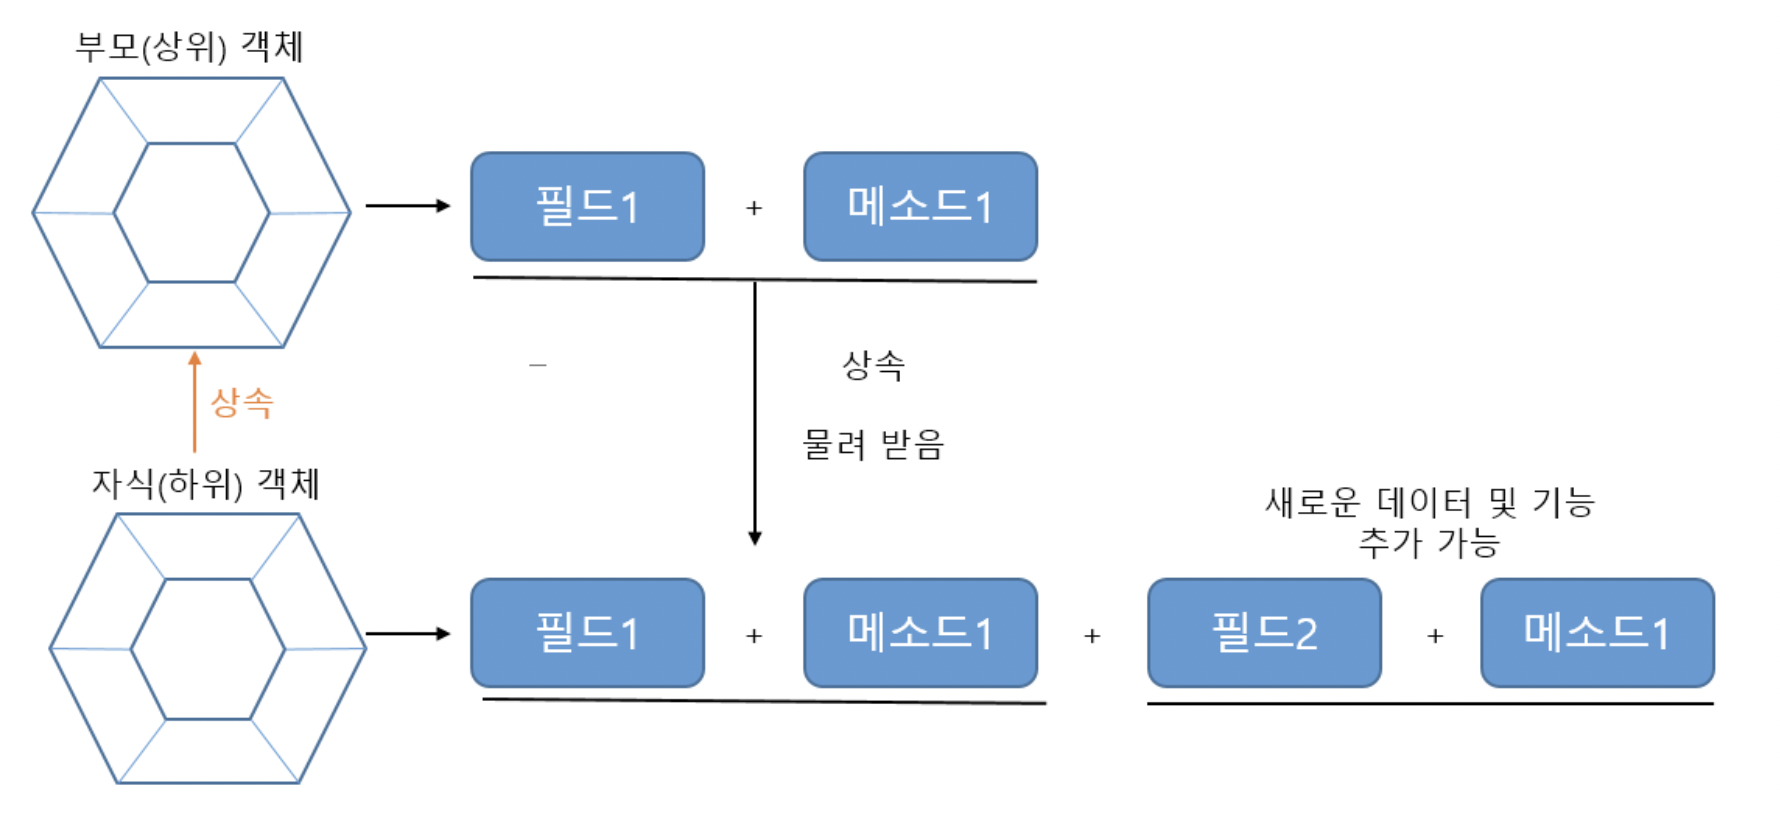 부모(상위) 객체
필드1 + 메소드1
상속
상속
물려 받음
자식(하위) 객체
새로운 데이터 및 기능
추가 가능
필드1 + 메소드1 + 필드2 + 메소드1